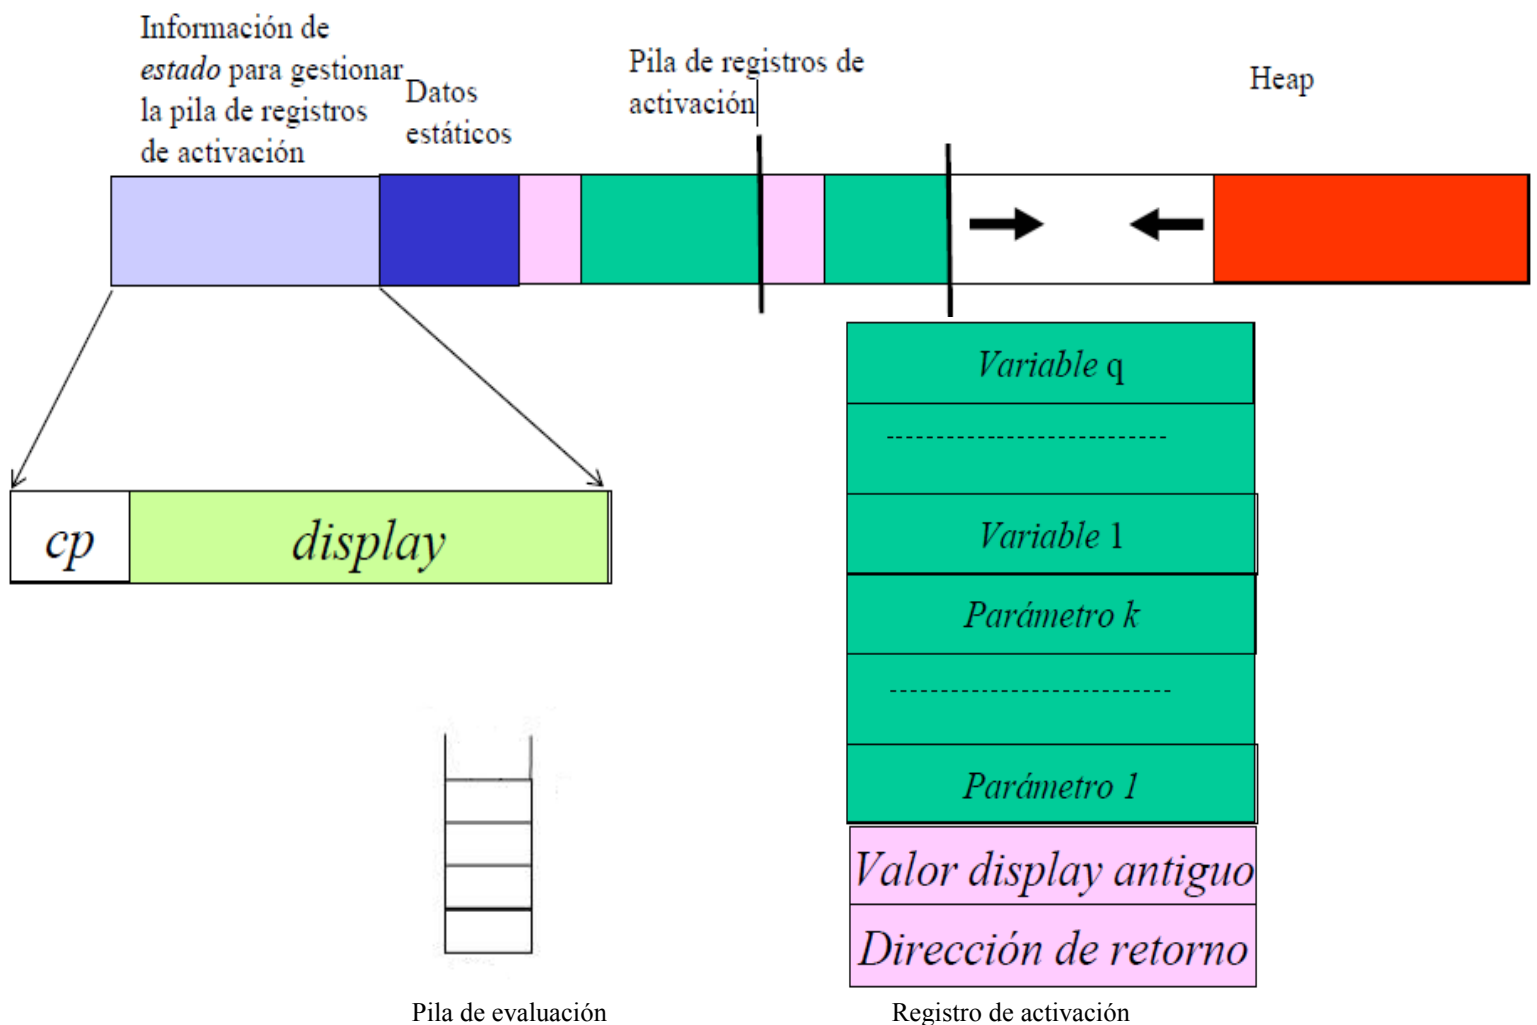 Información de
estado para gestionar
la pila de registros
de activación
Datos
estáticos
Pila de registros de
activación
Heap
cp
display
Variable q
----------------------------
Variable 1
Parámetro k
----------------------------
Parámetro 1
Valor display antiguo
Dirección de retorno
Pila de evaluación
Registro de activación